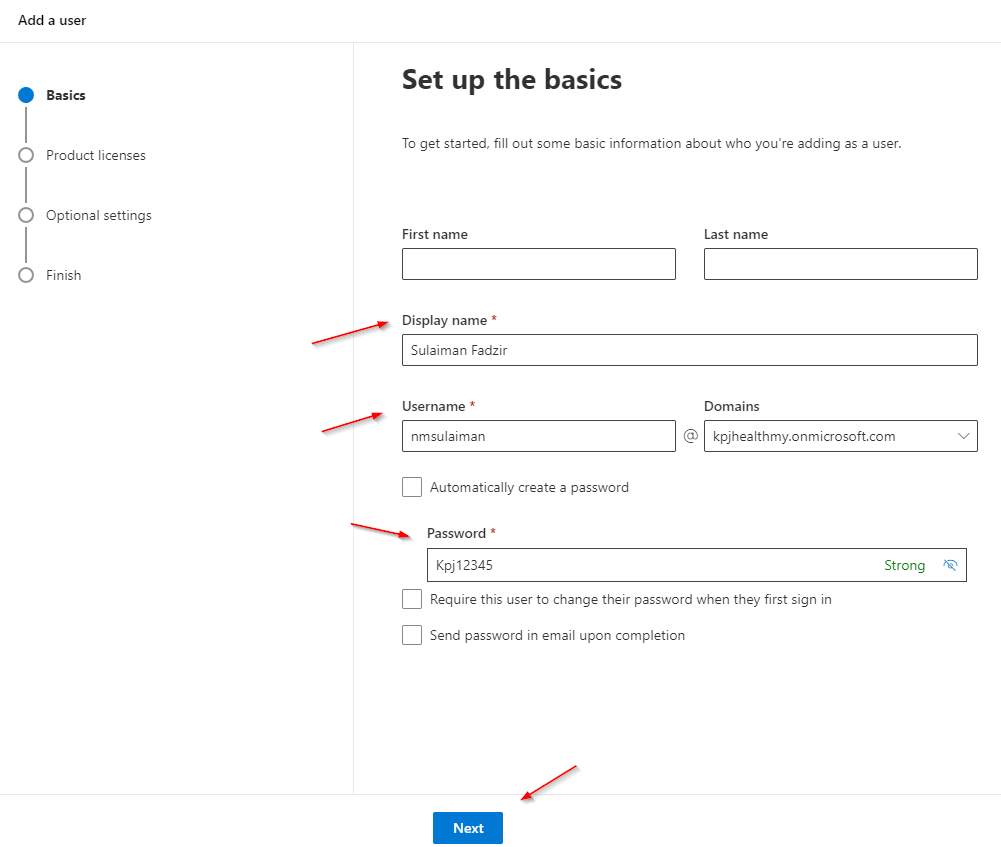 Add a user
Basics
Product licenses
Optional settings
Finish
Set up the basics
To get started, fill out some basic information about who you're adding as a user.
First name
Last name
Display name *
Sulaiman Fadzir
Username *
Domains
nmsulaiman
@
kpjhealthmy.onmicrosoft.com
Automatically create a password
Password *
Kpj12345
Strong
Require this user to change their password when they first sign in
Send password in email upon completion
Next